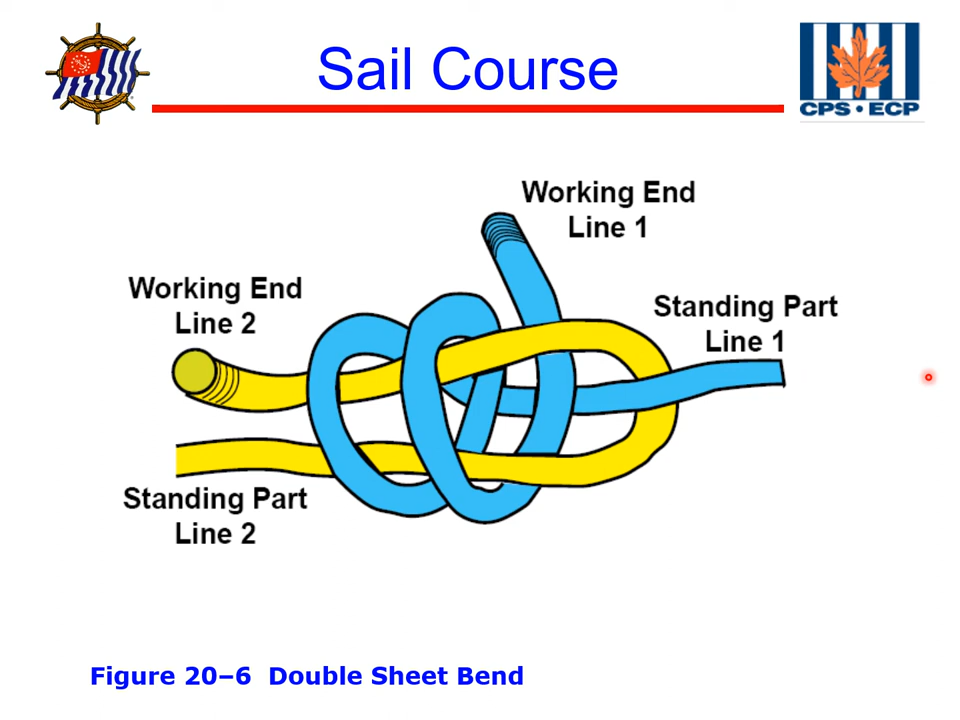 Sail Course
CPS • ECP
Working End
Line 1
Working End
Line 2
Standing Part
Line 1
Standing Part
Line 2
Figure 20–6 Double Sheet Bend